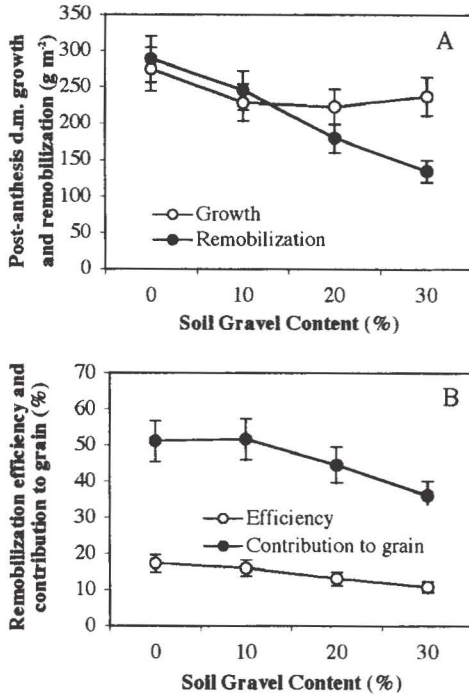 Post-anthesis d.m. growth
and remobilization (g m⁻²)
350
300
250
200
150
100
50
0
A
Growth
Remobilization
0 10 20 30
Soil Gravel Content (%)
Remobilization efficiency and
contribution to grain (%)
70
60
50
40
30
20
10
0
B
Efficiency
Contribution to grain
0 10 20 30
Soil Gravel Content (%)